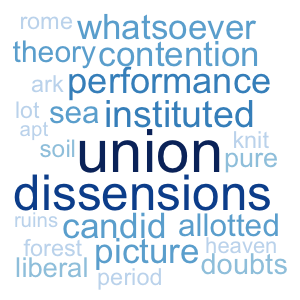 rome whatsoever
theory contention
ark performance
lot sea instituted
apt
soil union knit
pure
dissensions
ruins candid allotted
forest picture heaven
liberal period doubts